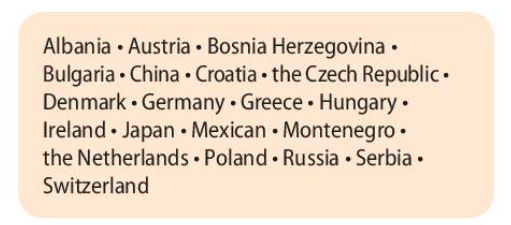 Albania • Austria • Bosnia Herzegovina •
Bulgaria • China • Croatia • the Czech Republic •
Denmark • Germany • Greece • Hungary •
Ireland • Japan • Mexican • Montenegro •
the Netherlands • Poland • Russia • Serbia •
Switzerland